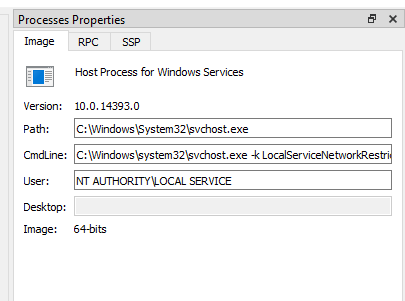 Processes Properties
Image RPC SSP
Host Process for Windows Services
Version: 10.0.14393.0
Path: C:\Windows\System32\svchost.exe
CmdLine: C:\Windows\system32\svchost.exe -k LocalServiceNetworkRestric
User: NT AUTHORITY\LOCAL SERVICE
Desktop:
Image: 64-bits